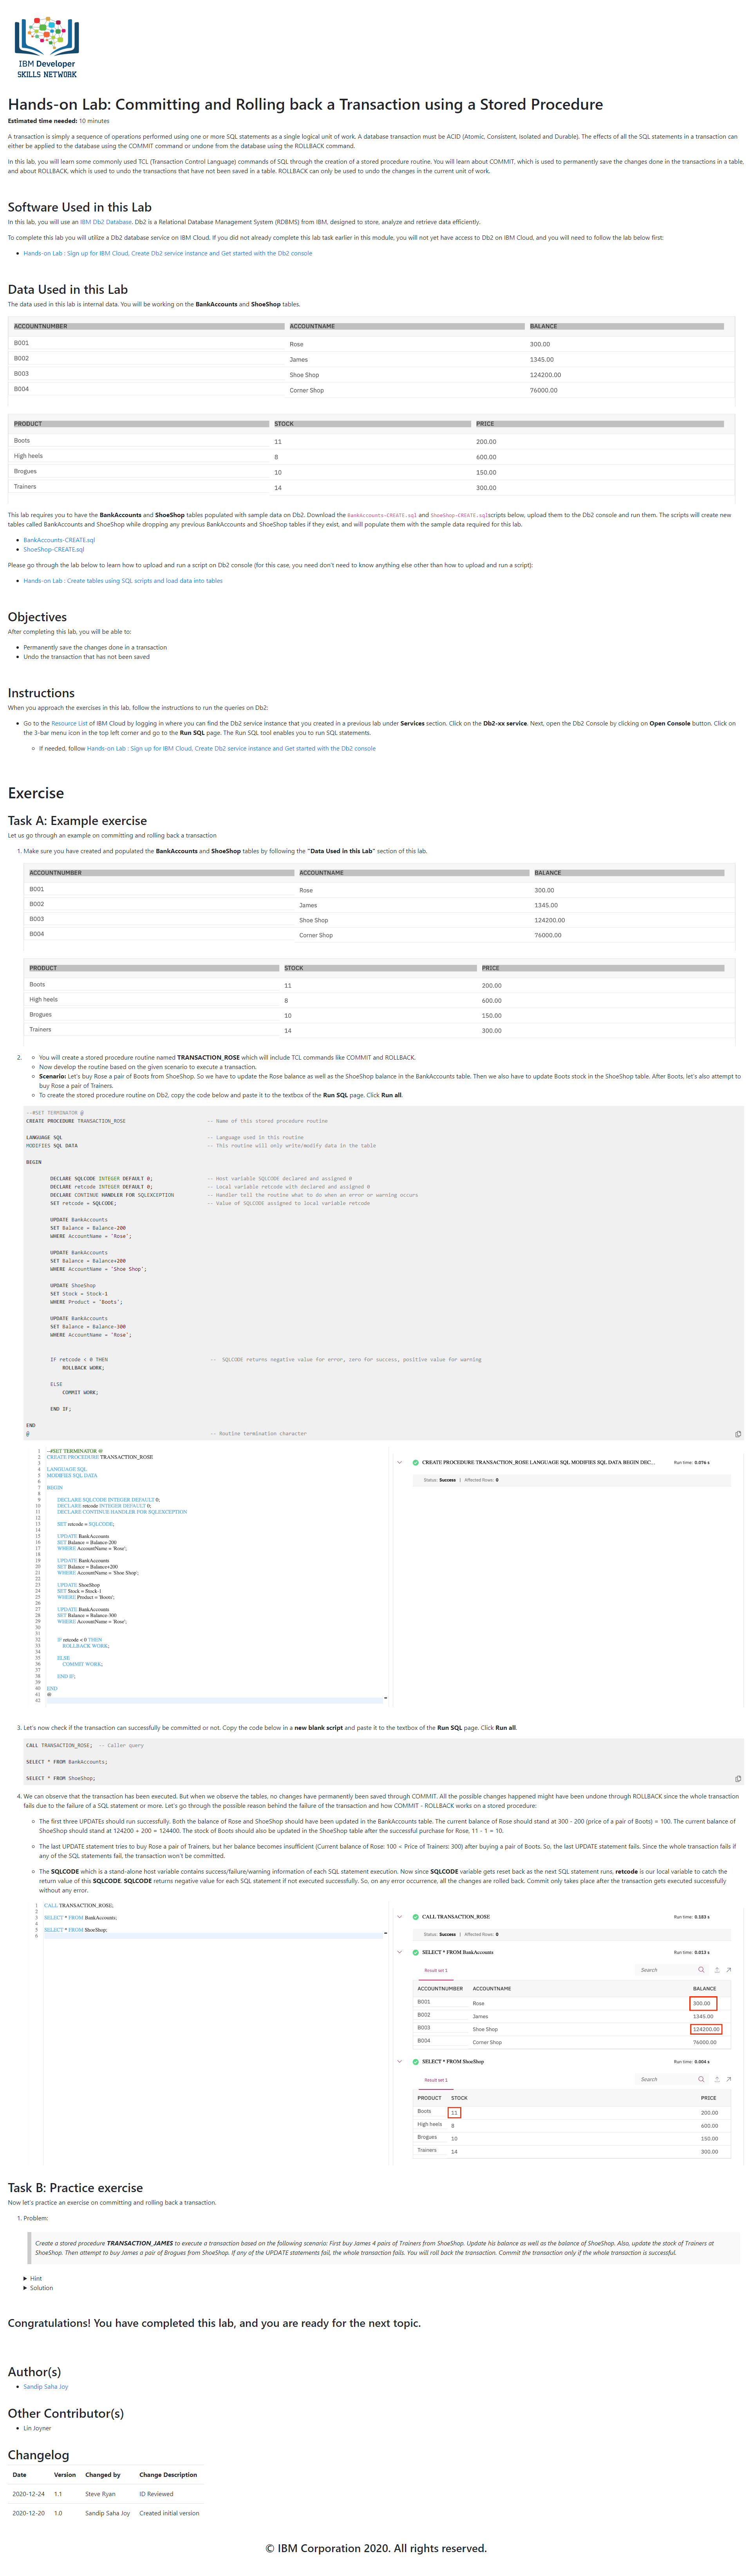 IBM Developer
SKILLS NETWORK
Hands-on Lab: Committing and Rolling back a Transaction using a Stored Procedure
Estimated time needed: 10 minutes
A transaction is simply a sequence of operations performed using one or more SQL statements as a single logical unit of work. A database transaction must be ACID (Atomic, Consistent, Isolated and Durable). The effects of all the SQL statements in a transaction can
either be applied to the database using the COMMIT command or undone from the database using the ROLLBACK command.
In this lab, you will learn some commonly used TCL (Transaction Control Language) commands of SQL through the creation of a stored procedure routine. You will learn about COMMIT, which is used to permanently save the changes done in the transactions in a table,
and about ROLLBACK, which is used to undo the transactions that have not been saved in a table. ROLLBACK can only be used to undo the changes in the current unit of work.
Software Used in this Lab
In this lab, you will use an IBM Db2 Database. Db2 is a Relational Database Management System (RDBMS) from IBM, designed to store, analyze and retrieve data efficiently.
To complete this lab you will utilize a Db2 database service on IBM Cloud. If you did not already complete this lab task earlier in this module, you will not yet have access to Db2 on IBM Cloud, and you will need to follow the lab below first:
• Hands-on Lab : Sign up for IBM Cloud, Create Db2 service instance and Get started with the Db2 console
Data Used in this Lab
The data used in this lab is internal data. You will be working on the BankAccounts and ShoeShop tables.
ACCOUNTNUMBER ACCOUNTNAME BALANCE
B001 Rose 300.00
B002 James 1345.00
B003 Shoe Shop 124200.00
B004 Corner Shop 76000.00
PRODUCT STOCK PRICE
Boots 11 200.00
High heels 8 600.00
Brogues 10 150.00
Trainers 14 300.00
This lab requires you to have the BankAccounts and ShoeShop tables populated with sample data on Db2. Download the BankAccounts-CREATE.sql and ShoeShop-CREATE.sqlscripts below, upload them to the Db2 console and run them. The scripts will create new
tables called BankAccounts and ShoeShop while dropping any previous BankAccounts and ShoeShop tables if they exist, and will populate them with the sample data required for this lab.
• BankAccounts-CREATE.sql
• ShoeShop-CREATE.sql
Please go through the lab below to learn how to upload and run a script on Db2 console (for this case, you need don't need to know anything else other than how to upload and run a script):
• Hands-on Lab : Create tables using SQL scripts and load data into tables
Objectives
After completing this lab, you will be able to:
• Permanently save the changes done in a transaction
• Undo the transaction that has not been saved
Instructions
When you approach the exercises in this lab, follow the instructions to run the queries on Db2:
• Go to the Resource List of IBM Cloud by logging in where you can find the Db2 service instance that you created in a previous lab under Services section. Click on the Db2-xx service. Next, open the Db2 Console by clicking on Open Console button. Click on
the 3-bar menu icon in the top left corner and go to the Run SQL page. The Run SQL tool enables you to run SQL statements.
◦ If needed, follow Hands-on Lab : Sign up for IBM Cloud, Create Db2 service instance and Get started with the Db2 console
Exercise
Task A: Example exercise
Let us go through an example on committing and rolling back a transaction
1. Make sure you have created and populated the BankAccounts and ShoeShop tables by following the "Data Used in this Lab" section of this lab.
ACCOUNTNUMBER ACCOUNTNAME BALANCE
B001 Rose 300.00
B002 James 1345.00
B003 Shoe Shop 124200.00
B004 Corner Shop 76000.00
PRODUCT STOCK PRICE
Boots 11 200.00
High heels 8 600.00
Brogues 10 150.00
Trainers 14 300.00
2. ◦ You will create a stored procedure routine named TRANSACTION_ROSE which will include TCL commands like COMMIT and ROLLBACK.
◦ Now develop the routine based on the given scenario to execute a transaction.
◦ Scenario: Let's buy Rose a pair of Boots from ShoeShop. So we have to update the Rose balance as well as the ShoeShop balance in the BankAccounts table. Then we also have to update Boots stock in the ShoeShop table. After Boots, let's also attempt to
buy Rose a pair of Trainers.
◦ To create the stored procedure routine on Db2, copy the code below and paste it to the textbox of the Run SQL page. Click Run all.
--#SET TERMINATOR @
CREATE PROCEDURE TRANSACTION_ROSE -- Name of this stored procedure routine
LANGUAGE SQL -- Language used in this routine
MODIFIES SQL DATA -- This routine will only write/modify data in the table
BEGIN
DECLARE SQLCODE INTEGER DEFAULT 0; -- Host variable SQLCODE declared and assigned 0
DECLARE retcode INTEGER DEFAULT 0; -- Local variable retcode with declared and assigned 0
DECLARE CONTINUE HANDLER FOR SQLEXCEPTION -- Handler tell the routine what to do when an error or warning occurs
SET retcode = SQLCODE; -- Value of SQLCODE assigned to local variable retcode
UPDATE BankAccounts
SET Balance = Balance-200
WHERE AccountName = 'Rose';
UPDATE BankAccounts
SET Balance = Balance+200
WHERE AccountName = 'Shoe Shop';
UPDATE ShoeShop
SET Stock = Stock-1
WHERE Product = 'Boots';
UPDATE BankAccounts
SET Balance = Balance-300
WHERE AccountName = 'Rose';
IF retcode < 0 THEN -- SQLCODE returns negative value for error, zero for success, positive value for warning
ROLLBACK WORK;
ELSE
COMMIT WORK;
END IF;
END
@ -- Routine termination character
1 --#SET TERMINATOR @
2 CREATE PROCEDURE TRANSACTION_ROSE
3
4 LANGUAGE SQL
5 MODIFIES SQL DATA
6
7 BEGIN
8
9 DECLARE SQLCODE INTEGER DEFAULT 0;
10 DECLARE retcode INTEGER DEFAULT 0;
11 DECLARE CONTINUE HANDLER FOR SQLEXCEPTION
12
13 SET retcode = SQLCODE;
14
15 UPDATE BankAccounts
16 SET Balance = Balance-200
17 WHERE AccountName = 'Rose';
18
19 UPDATE BankAccounts
20 SET Balance = Balance+200
21 WHERE AccountName = 'Shoe Shop';
22
23 UPDATE ShoeShop
24 SET Stock = Stock-1
25 WHERE Product = 'Boots';
26
27 UPDATE BankAccounts
28 SET Balance = Balance-300
29 WHERE AccountName = 'Rose';
30
31
32 IF retcode < 0 THEN
33 ROLLBACK WORK;
34
35 ELSE
36 COMMIT WORK;
37
38 END IF;
39
40 END
41 @
42
CREATE PROCEDURE TRANSACTION_ROSE LANGUAGE SQL MODIFIES SQL DATA BEGIN DEC... Run time: 0.076 s
Status: Success | Affected Rows: 0
3. Let's now check if the transaction can successfully be committed or not. Copy the code below in a new blank script and paste it to the textbox of the Run SQL page. Click Run all.
CALL TRANSACTION_ROSE; -- Caller query
SELECT * FROM BankAccounts;
SELECT * FROM ShoeShop;
4. We can observe that the transaction has been executed. But when we observe the tables, no changes have permanently been saved through COMMIT. All the possible changes happened might have been undone through ROLLBACK since the whole transaction
fails due to the failure of a SQL statement or more. Let's go through the possible reason behind the failure of the transaction and how COMMIT - ROLLBACK works on a stored procedure:
◦ The first three UPDATEs should run successfully. Both the balance of Rose and ShoeShop should have been updated in the BankAccounts table. The current balance of Rose should stand at 300 - 200 (price of a pair of Boots) = 100. The current balance of
ShoeShop should stand at 124200 + 200 = 124400. The stock of Boots should also be updated in the ShoeShop table after the successful purchase for Rose, 11 - 1 = 10.
◦ The last UPDATE statement tries to buy Rose a pair of Trainers, but her balance becomes insufficient (Current balance of Rose: 100 < Price of Trainers: 300) after buying a pair of Boots. So, the last UPDATE statement fails. Since the whole transaction fails if
any of the SQL statements fail, the transaction won't be committed.
◦ The SQLCODE which is a stand-alone host variable contains success/failure/warning information of each SQL statement execution. Now since SQLCODE variable gets reset back as the next SQL statement runs, retcode is our local variable to catch the
return value of this SQLCODE. SQLCODE returns negative value for each SQL statement if not executed successfully. So, on any error occurrence, all the changes are rolled back. Commit only takes place after the transaction gets executed successfully
without any error.
1 CALL TRANSACTION_ROSE;
2
3 SELECT * FROM BankAccounts;
4
5 SELECT * FROM ShoeShop;
6
CALL TRANSACTION_ROSE Run time: 0.183 s
Status: Success | Affected Rows: 0
SELECT * FROM BankAccounts Run time: 0.013 s
Result set 1 Search
ACCOUNTNUMBER ACCOUNTNAME BALANCE
B001 Rose 300.00
B002 James 1345.00
B003 Shoe Shop 124200.00
B004 Corner Shop 76000.00
SELECT * FROM ShoeShop Run time: 0.004 s
Result set 1 Search
PRODUCT STOCK PRICE
Boots 11 200.00
High heels 8 600.00
Brogues 10 150.00
Trainers 14 300.00
Task B: Practice exercise
Now let's practice an exercise on committing and rolling back a transaction.
1. Problem:
Create a stored procedure TRANSACTION_JAMES to execute a transaction based on the following scenario: First buy James 4 pairs of Trainers from ShoeShop. Update his balance as well as the balance of ShoeShop. Also, update the stock of Trainers at
ShoeShop. Then attempt to buy James a pair of Brogues from ShoeShop. If any of the UPDATE statements fail, the whole transaction fails. You will roll back the transaction. Commit the transaction only if the whole transaction is successful.
▶ Hint
▶ Solution
Congratulations! You have completed this lab, and you are ready for the next topic.
Author(s)
• Sandip Saha Joy
Other Contributor(s)
• Lin Joyner
Changelog
Date Version Changed by Change Description
2020-12-24 1.1 Steve Ryan ID Reviewed
2020-12-20 1.0 Sandip Saha Joy Created initial version
© IBM Corporation 2020. All rights reserved.